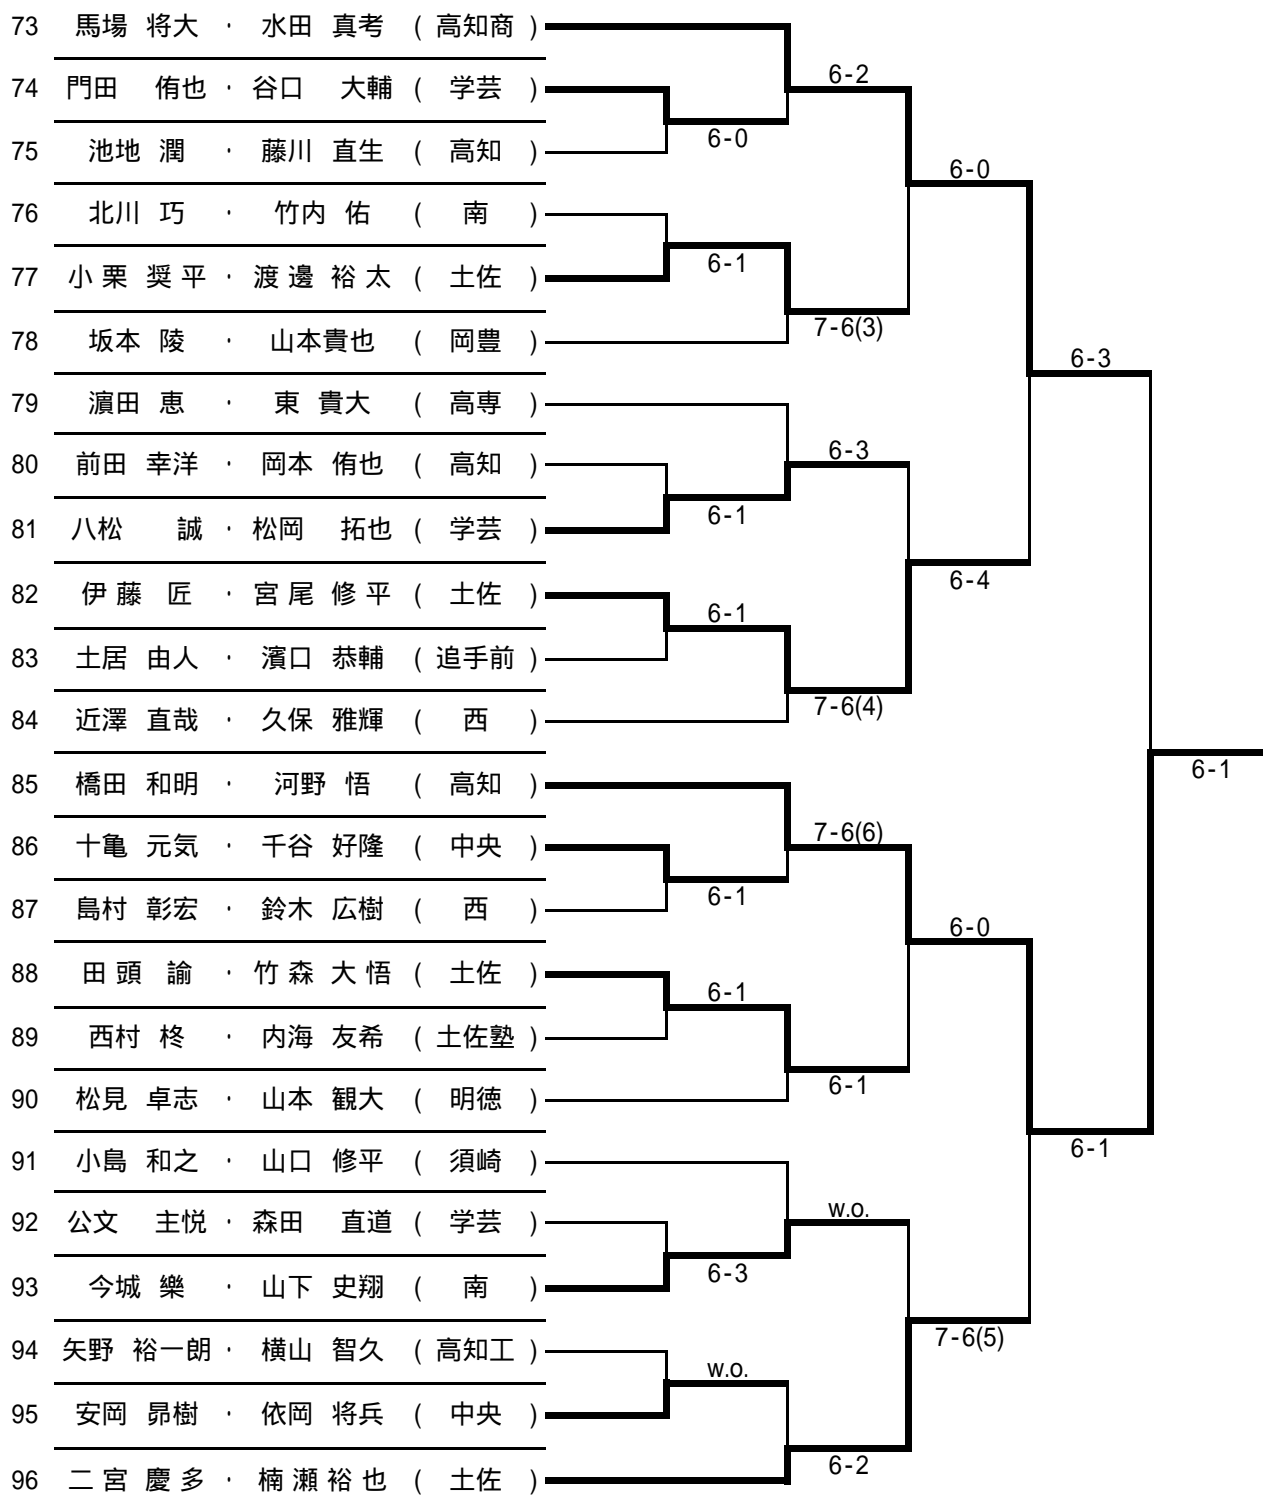 73 馬場 将大 ・ 水田 真考 ( 高知商 )
6-2
74 門田 侑也 ・ 谷口 大輔 ( 学芸 )
6-0
75 池地 潤 ・ 藤川 直生 ( 高知 )
6-0
76 北川 巧 ・ 竹内 佑 ( 南 )
6-1
77 小栗 奨平 ・ 渡邊 裕太 ( 土佐 )
7-6(3)
78 坂本 陵 ・ 山本貴也 ( 岡豊 )
6-3
79 濵田 恵 ・ 東 貴大 ( 高専 )
6-3
80 前田 幸洋 ・ 岡本 侑也 ( 高知 )
6-1
81 八松 誠 ・ 松岡 拓也 ( 学芸 )
6-4
82 伊藤 匠 ・ 宮尾 修平 ( 土佐 )
6-1
83 土居 由人 ・ 濱口 恭輔 ( 追手前 )
7-6(4)
84 近澤 直哉 ・ 久保 雅輝 ( 西 )
6-1
85 橋田 和明 ・ 河野 悟 ( 高知 )
7-6(6)
86 十亀 元気 ・ 千谷 好隆 ( 中央 )
6-1
87 島村 彰宏 ・ 鈴木 広樹 ( 西 )
6-0
88 田頭 諭 ・ 竹森 大悟 ( 土佐 )
6-1
89 西村 柊 ・ 内海 友希 ( 土佐塾 )
6-1
90 松見 卓志 ・ 山本 観大 ( 明徳 )
6-1
91 小島 和之 ・ 山口 修平 ( 須崎 )
w.o.
92 公文 主悦 ・ 森田 直道 ( 学芸 )
6-3
93 今城 樂 ・ 山下 史翔 ( 南 )
7-6(5)
94 矢野 裕一朗 ・ 横山 智久 ( 高知工 )
w.o.
95 安岡 昴樹 ・ 依岡 将兵 ( 中央 )
6-2
96 二宮 慶多 ・ 楠瀬 裕也 ( 土佐 )